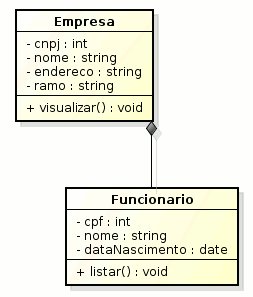 Empresa
- cnpj : int
- nome : string
- endereco : string
- ramo : string
+ visualizar() : void
Funcionario
- cpf : int
- nome : string
- dataNascimento : date
+ listar() : void